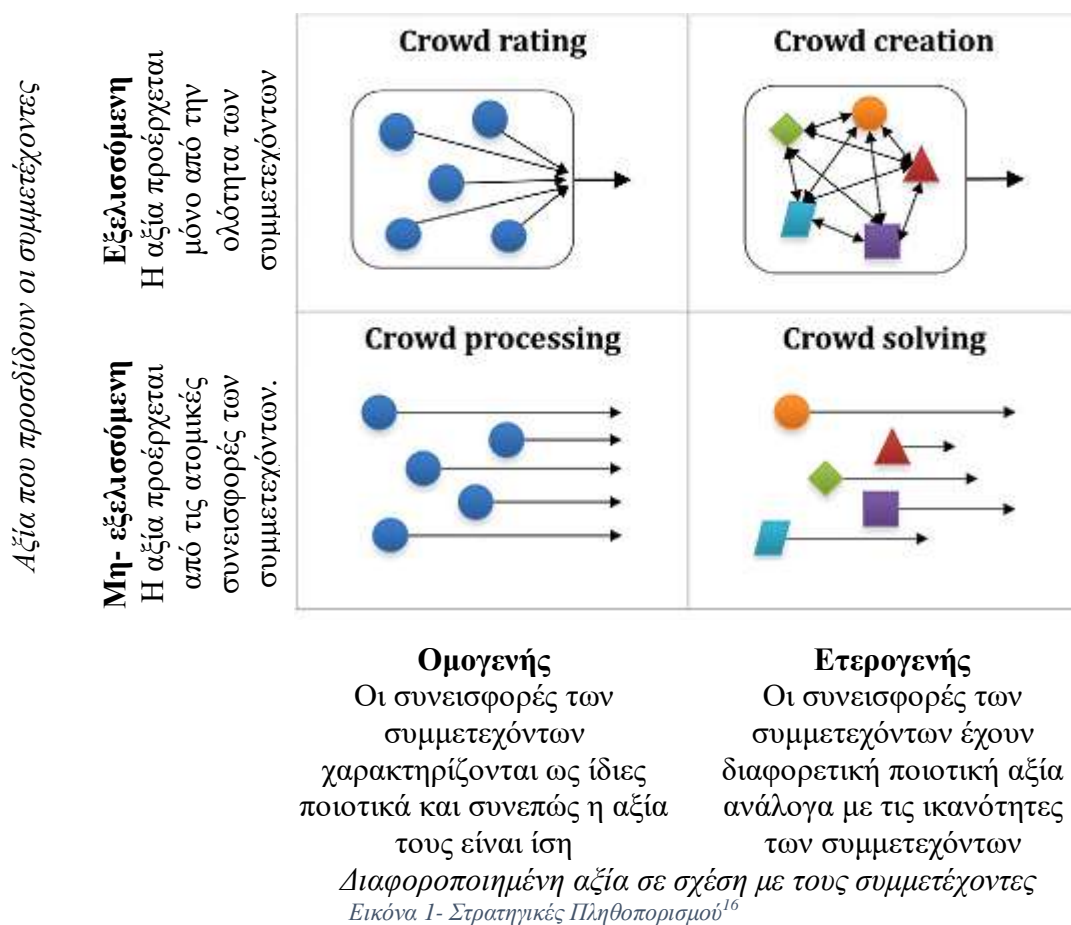 Αξία που προσδίδουν οι συμμετέχοντες
Εξελισσόμενη
Η αξία προέρχεται
μόνο από την
ολότητα των
συμμετεχόντων
Crowd rating
Crowd creation
Μη- εξελισσόμενη
Η αξία προέρχεται
από τις ατομικές
συνεισφορές των
συμμετεχόντων.
Crowd processing
Crowd solving
Ομογενής
Οι συνεισφορές των
συμμετεχόντων
χαρακτηρίζονται ως ίδιες
ποιοτικά και συνεπώς η αξία
τους είναι ίση
Ετερογενής
Οι συνεισφορές των
συμμετεχόντων έχουν
διαφορετική ποιοτική αξία
ανάλογα με τις ικανότητες
των συμμετεχόντων
Διαφοροποιημένη αξία σε σχέση με τους συμμετέχοντες
Εικόνα 1- Στρατηγικές Πληθοπορισμού16